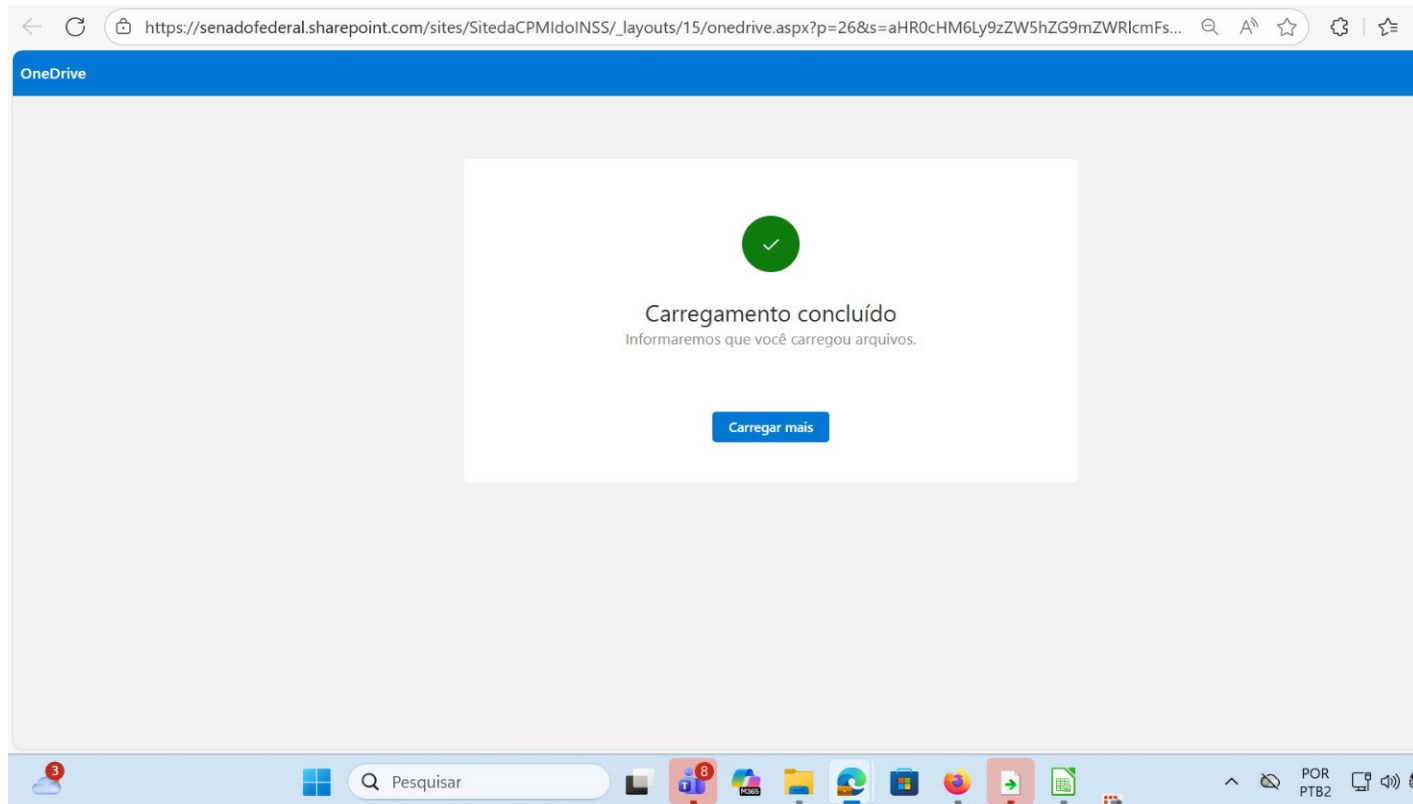 https://senadofederal.sharepoint.com/sites/SitedaCPMIdoINSS/_layouts/15/onedrive.aspx?p=26&s=aHR0cHM6Ly9zZW5hZG9mZWRlcmFs...
OneDrive
Carregamento concluído
Informaremos que você carregou arquivos.
Carregar mais
3
Pesquisar
8
M365
POR
PTB2